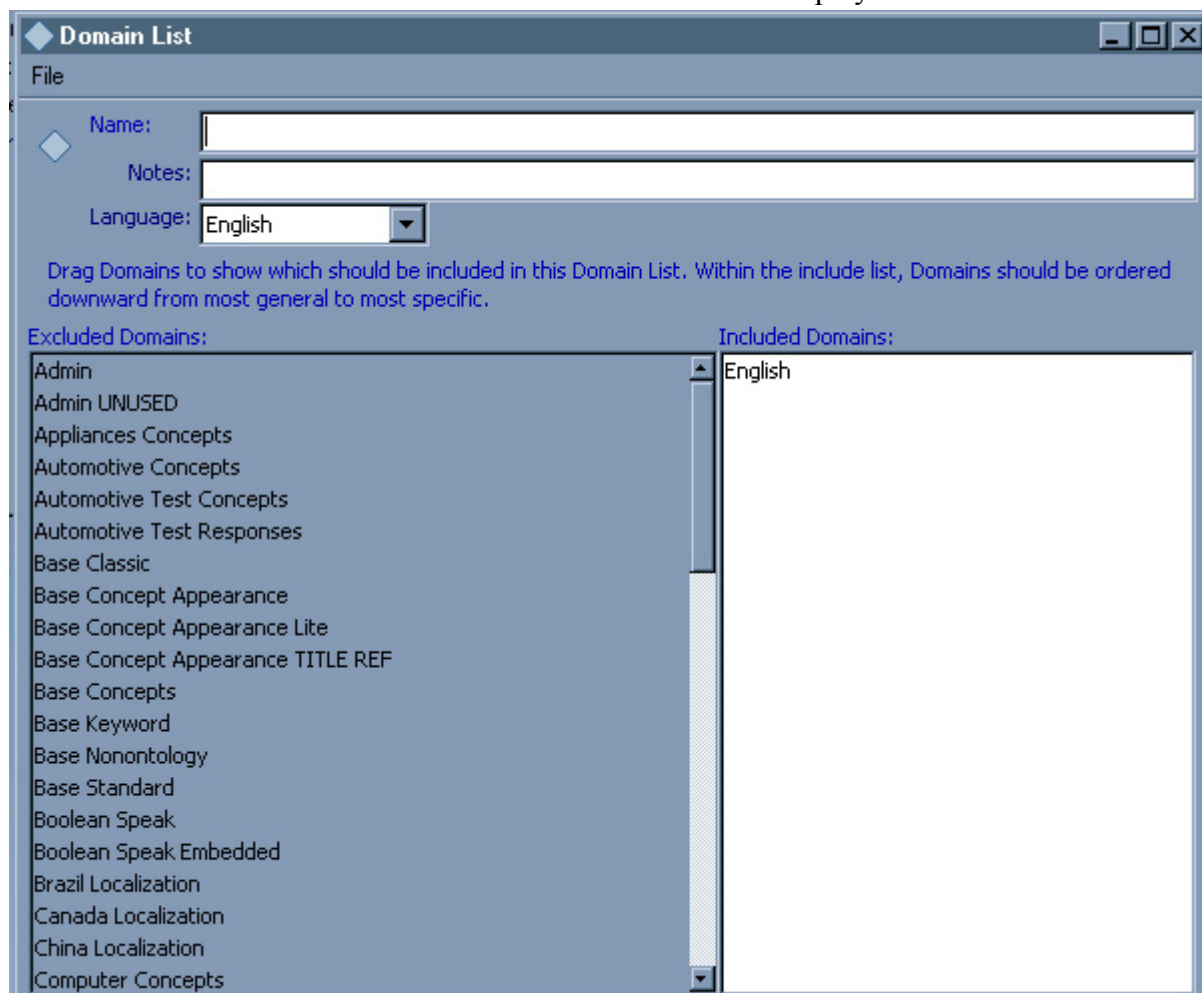 Domain List
File
Name:
Notes:
Language: English
Drag Domains to show which should be included in this Domain List. Within the include list, Domains should be ordered
downward from most general to most specific.
Excluded Domains:
Admin
Admin UNUSED
Appliances Concepts
Automotive Concepts
Automotive Test Concepts
Automotive Test Responses
Base Classic
Base Concept Appearance
Base Concept Appearance Lite
Base Concept Appearance TITLE REF
Base Concepts
Base Keyword
Base Nonontology
Base Standard
Boolean Speak
Boolean Speak Embedded
Brazil Localization
Canada Localization
China Localization
Computer Concepts
Included Domains:
English